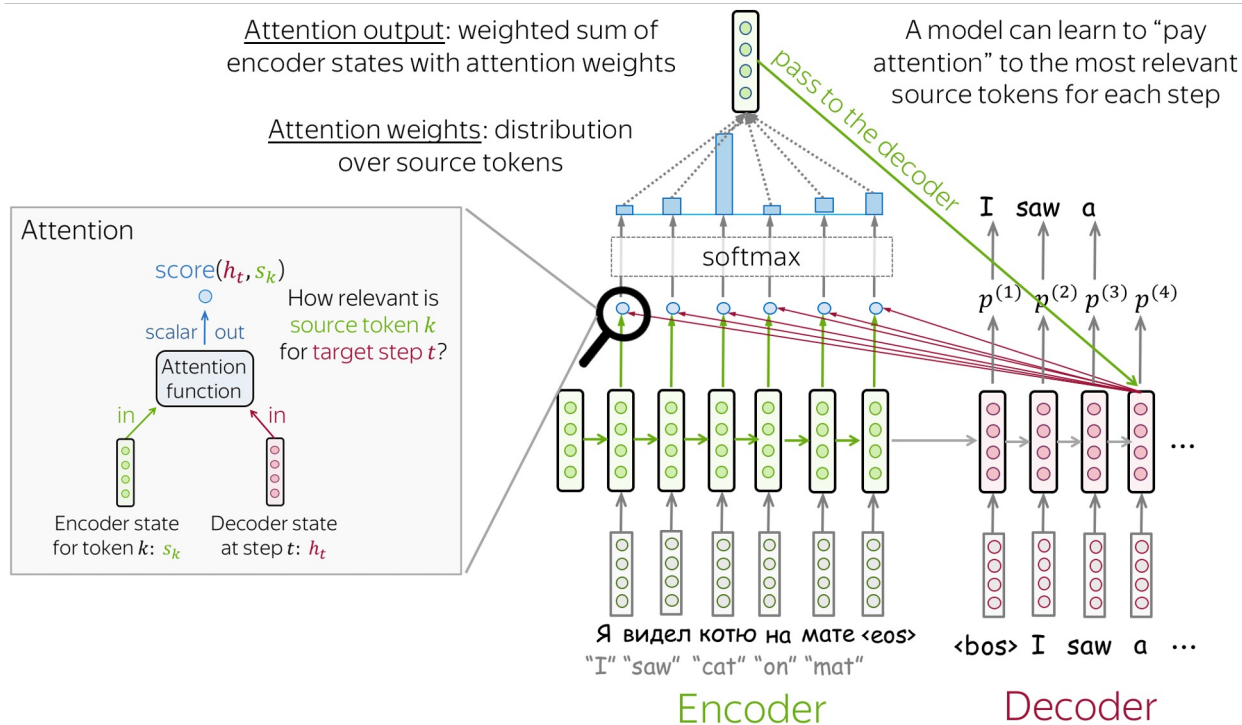 Attention output: weighted sum of
encoder states with attention weights
A model can learn to “pay
attention” to the most relevant
source tokens for each step
pass to the decoder
Attention weights: distribution
over source tokens
I saw a
softmax
p⁽¹⁾ p⁽²⁾ p⁽³⁾ p⁽⁴⁾
Attention
score(hₜ, sₖ)
scalar out
How relevant is
source token k
for target step t?
Attention
function
in in
Encoder state
for token k: sₖ
Decoder state
at step t: hₜ
...
Я видел котю на мате <eos>
“I” “saw” “cat” “on” “mat”
<bos> I saw a ...
Encoder
Decoder